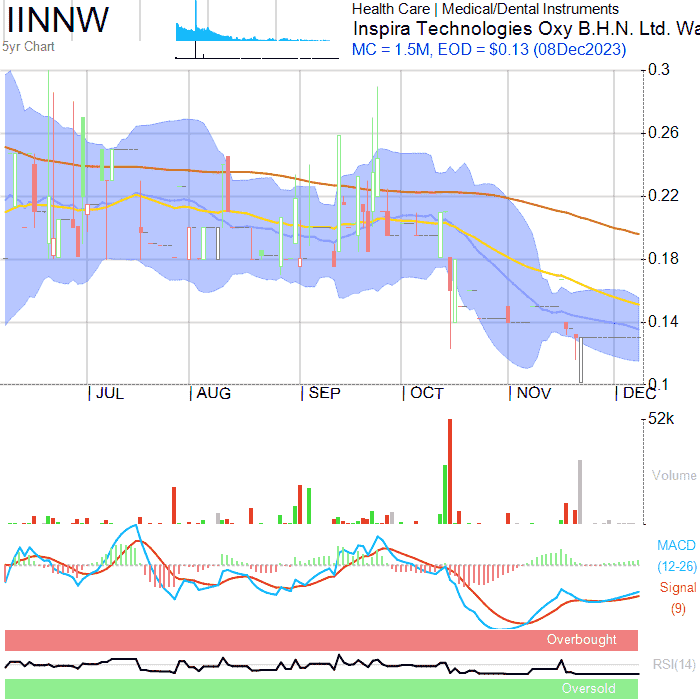 IINNW
5yr Chart
Health Care | Medical/Dental Instruments
Inspira Technologies Oxy B.H.N. Ltd. Wa
MC = 1.5M, EOD = $0.13 (08Dec2023)
0.3
0.26
0.22
0.18
0.14
0.1
JUL AUG SEP OCT NOV DEC
52k
Volume
MACD
(12-26)
Signal
(9)
Overbought
RSI(14)
Oversold